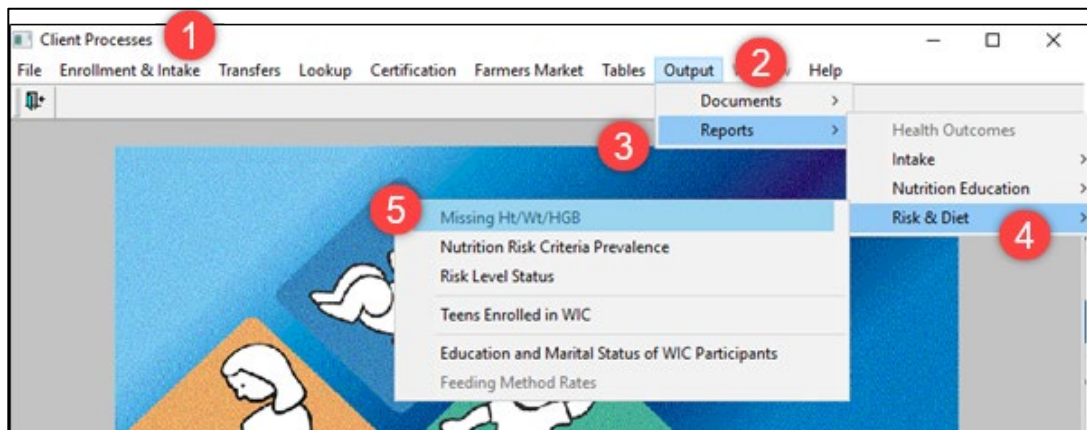 Client Processes 1
File Enrollment & Intake Transfers Lookup Certification Farmers Market Tables Output 2 Help
Documents >
3 Reports >
Health Outcomes
Intake >
Nutrition Education >
Risk & Diet >
4
5 Missing Ht/Wt/HGB
Nutrition Risk Criteria Prevalence
Risk Level Status
Teens Enrolled in WIC
Education and Marital Status of WIC Participants
Feeding Method Rates